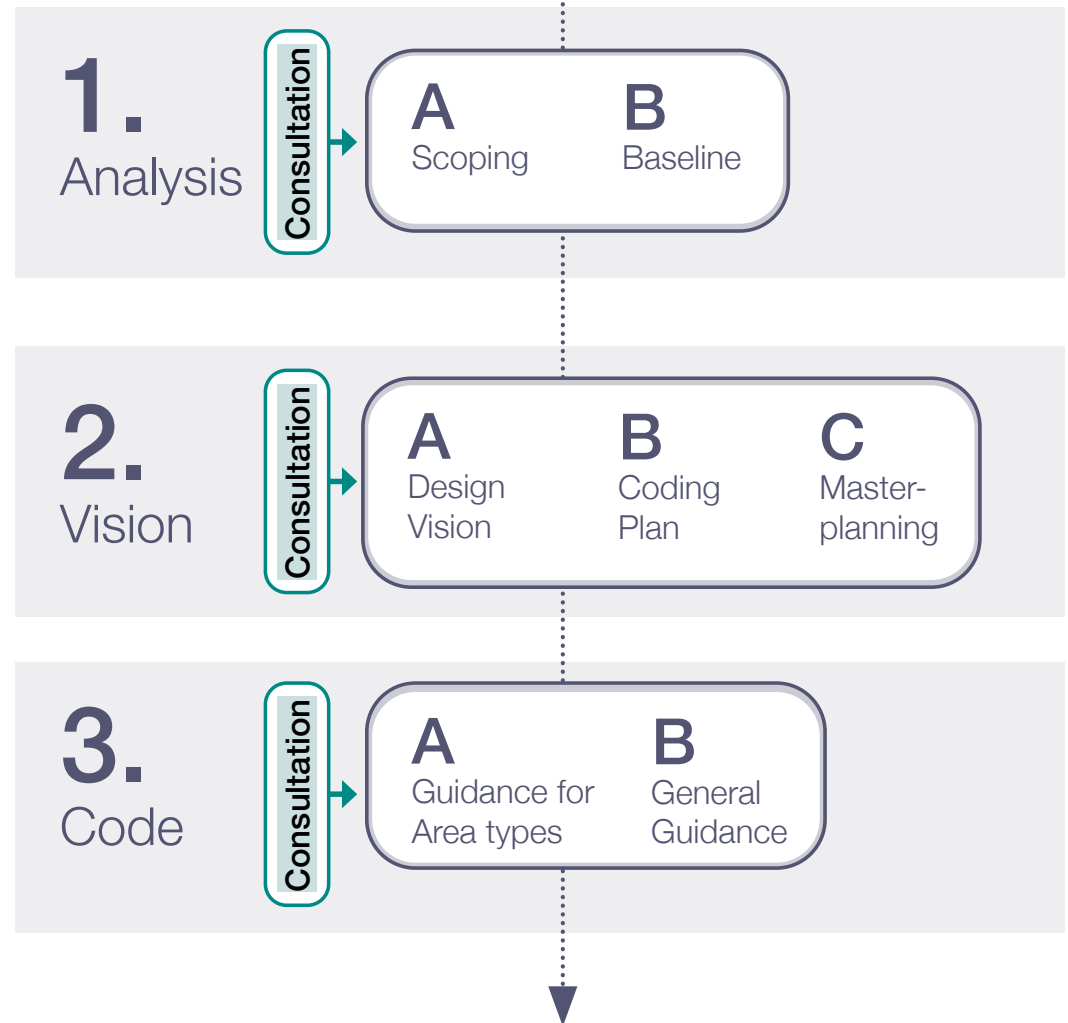 1.
Analysis
Consultation
A
Scoping
B
Baseline
2.
Vision
Consultation
A
Design
Vision
B
Coding
Plan
C
Master-
planning
3.
Code
Consultation
A
Guidance for
Area types
B
General
Guidance